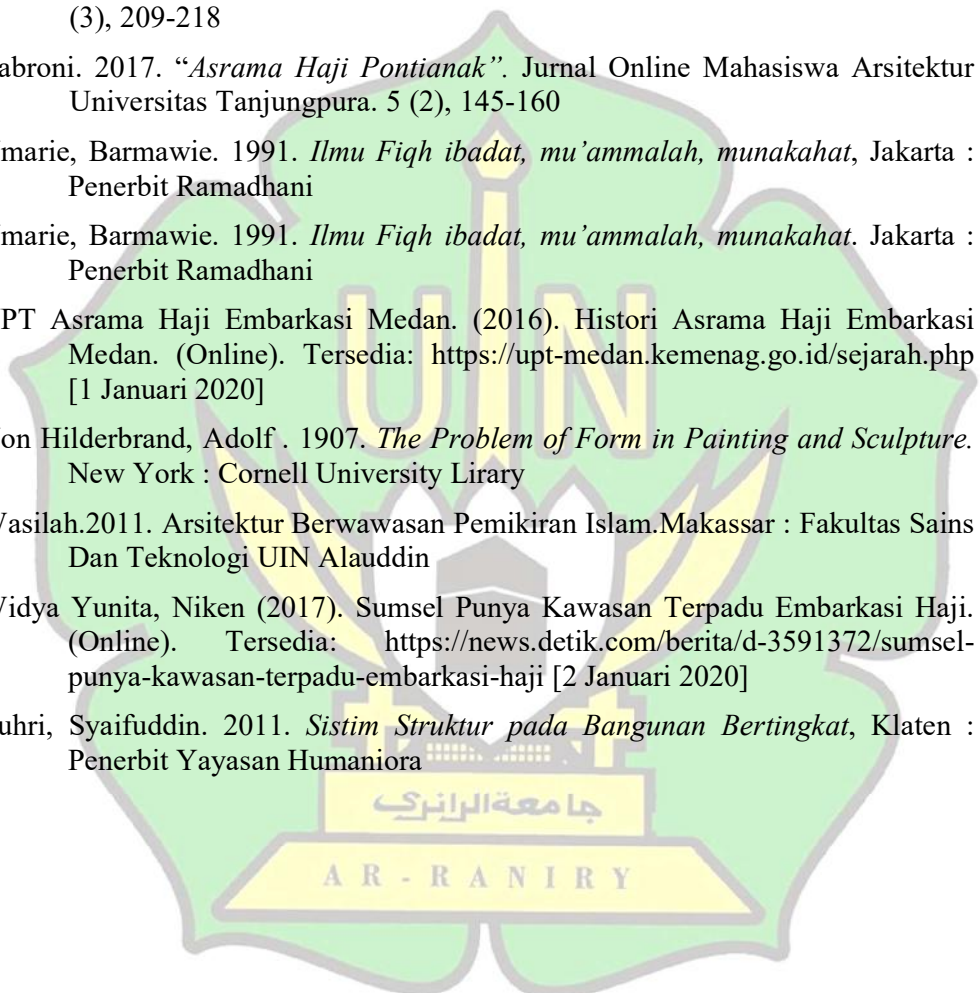 (3), 209-218
abroni. 2017. “Asrama Haji Pontianak”. Jurnal Online Mahasiswa Arsitektur
Universitas Tanjungpura. 5 (2), 145-160
marie, Barmawie. 1991. Ilmu Fiqh ibadat, mu’ammalah, munakahat, Jakarta :
Penerbit Ramadhani
marie, Barmawie. 1991. Ilmu Fiqh ibadat, mu’ammalah, munakahat. Jakarta :
Penerbit Ramadhani
PT Asrama Haji Embarkasi Medan. (2016). Histori Asrama Haji Embarkasi
Medan. (Online). Tersedia: https://upt-medan.kemenag.go.id/sejarah.php
[1 Januari 2020]
on Hilderbrand, Adolf . 1907. The Problem of Form in Painting and Sculpture.
New York : Cornell University Lirary
asilah.2011. Arsitektur Berwawasan Pemikiran Islam.Makassar : Fakultas Sains
Dan Teknologi UIN Alauddin
idya Yunita, Niken (2017). Sumsel Punya Kawasan Terpadu Embarkasi Haji.
(Online). Tersedia: https://news.detik.com/berita/d-3591372/sumsel-
punya-kawasan-terpadu-embarkasi-haji [2 Januari 2020]
uhri, Syaifuddin. 2011. Sistim Struktur pada Bangunan Bertingkat, Klaten :
Penerbit Yayasan Humaniora
UIN
جامعة الرانري
AR-RANIRY